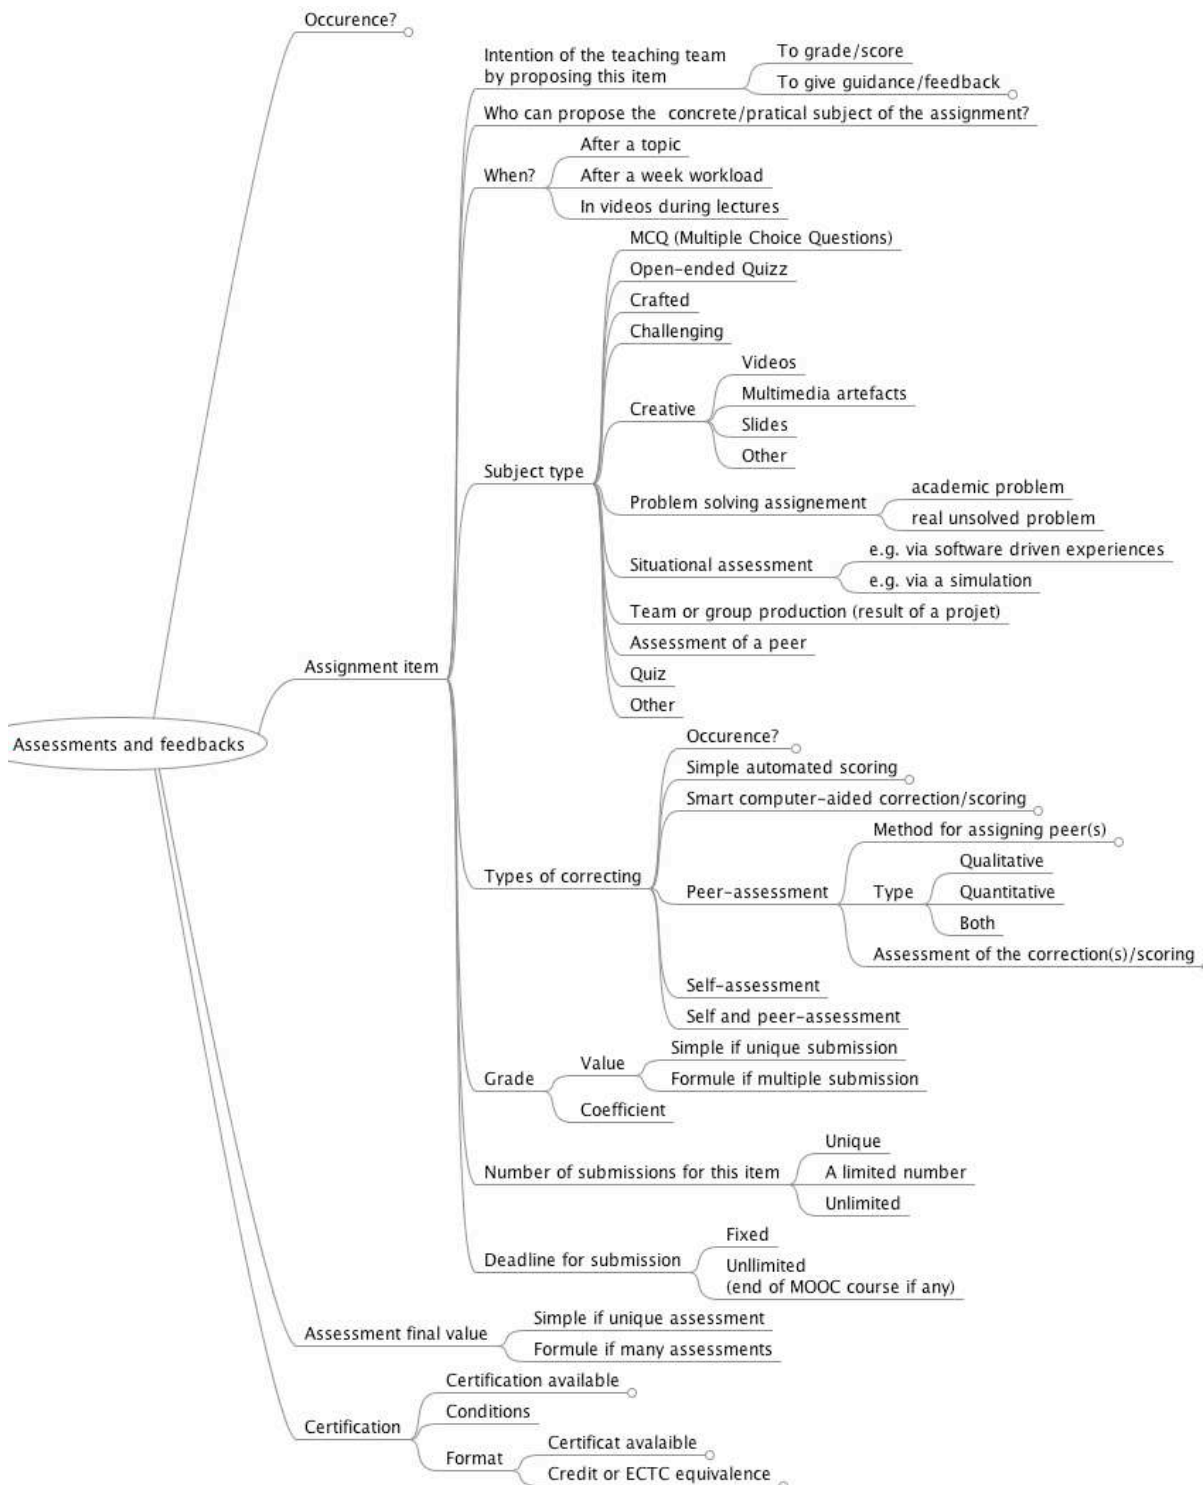 Occurence?
Intention of the teaching team
by proposing this item
To grade/score
To give guidance/feedback
Who can propose the concrete/pratical subject of the assignment?
When?
After a topic
After a week workload
In videos during lectures
Subject type
MCQ (Multiple Choice Questions)
Open-ended Quizz
Crafted
Challenging
Creative
Videos
Multimedia artefacts
Slides
Other
Problem solving assignement
academic problem
real unsolved problem
Situational assessment
e.g. via software driven experiences
e.g. via a simulation
Team or group production (result of a projet)
Assessment of a peer
Quiz
Other
Assignment item
Assessments and feedbacks
Types of correcting
Occurence?
Simple automated scoring
Smart computer-aided correction/scoring
Peer-assessment
Method for assigning peer(s)
Type
Qualitative
Quantitative
Both
Assessment of the correction(s)/scoring
Self-assessment
Self and peer-assessment
Grade
Value
Simple if unique submission
Formule if multiple submission
Coefficient
Number of submissions for this item
Unique
A limited number
Unlimited
Deadline for submission
Fixed
Unllimited
(end of MOOC course if any)
Assessment final value
Simple if unique assessment
Formule if many assessments
Certification
Certification available
Conditions
Format
Certificat avalaible
Credit or ECTC equivalence